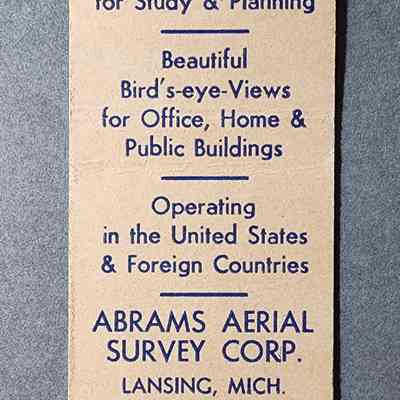 for Study & Planning
Beautiful
Bird's-eye-Views
for Office, Home &
Public Buildings
Operating
in the United States
& Foreign Countries
ABRAMS AERIAL
SURVEY CORP.
LANSING, MICH.